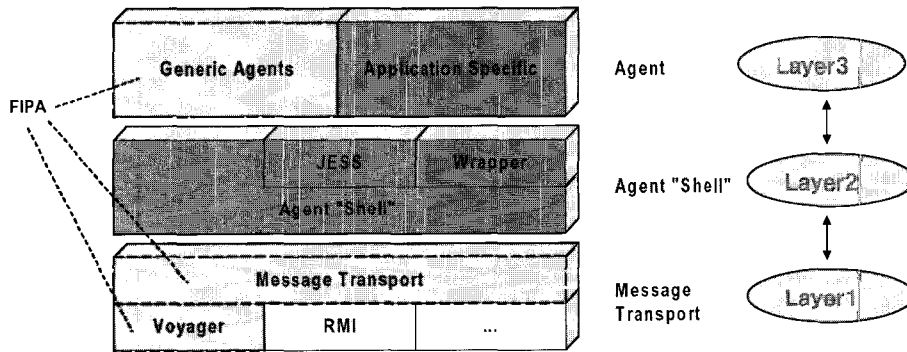 Generic Agents Application Specific Agent Layer3
FIPA
JESS Wrapper
Agent "Shell" Agent "Shell" Layer2
Message Transport Message Transport Layer1
Voyager RMI ...